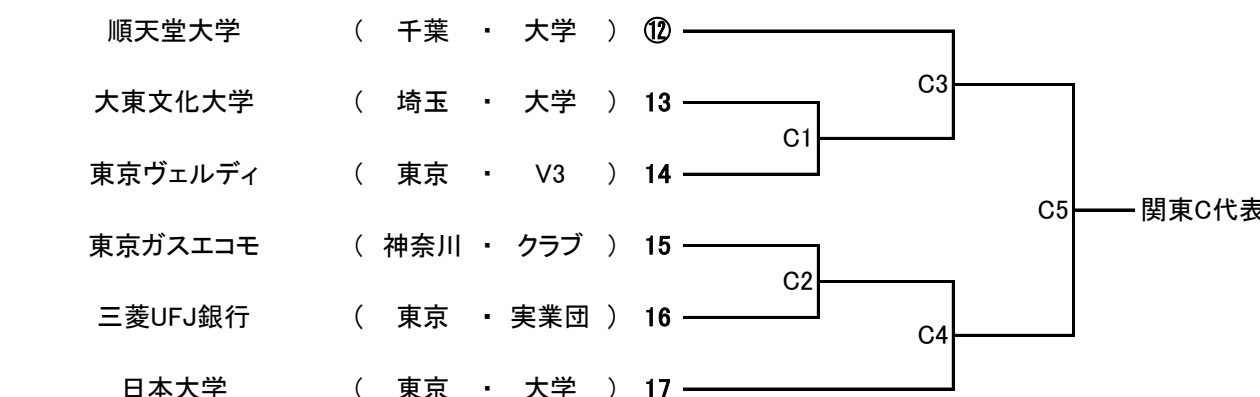 順天堂大学 ( 千葉 ・ 大学 ) ⑫
C3
大東文化大学 ( 埼玉 ・ 大学 ) 13
C1
東京ヴェルディ ( 東京 ・ V3 ) 14
C5 関東C代表
東京ガスエコモ ( 神奈川 ・ クラブ ) 15
C2
三菱UFJ銀行 ( 東京 ・ 実業団 ) 16
C4
日本大学 ( 東京 ・ 大学 ) 17